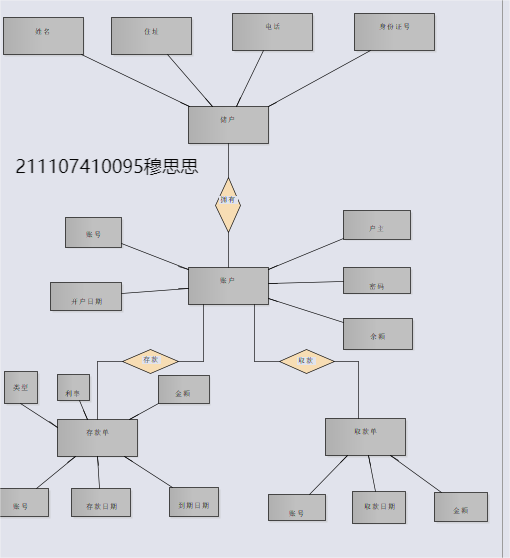 姓名
住址
电话
身份证号
储户
211107410095穆思思
拥有
账号
户主
账户
开户日期
密码
余额
存款
取款
类型
利率
金额
存款单
取款单
账号
存款日期
到期日期
账号
取款日期
金额